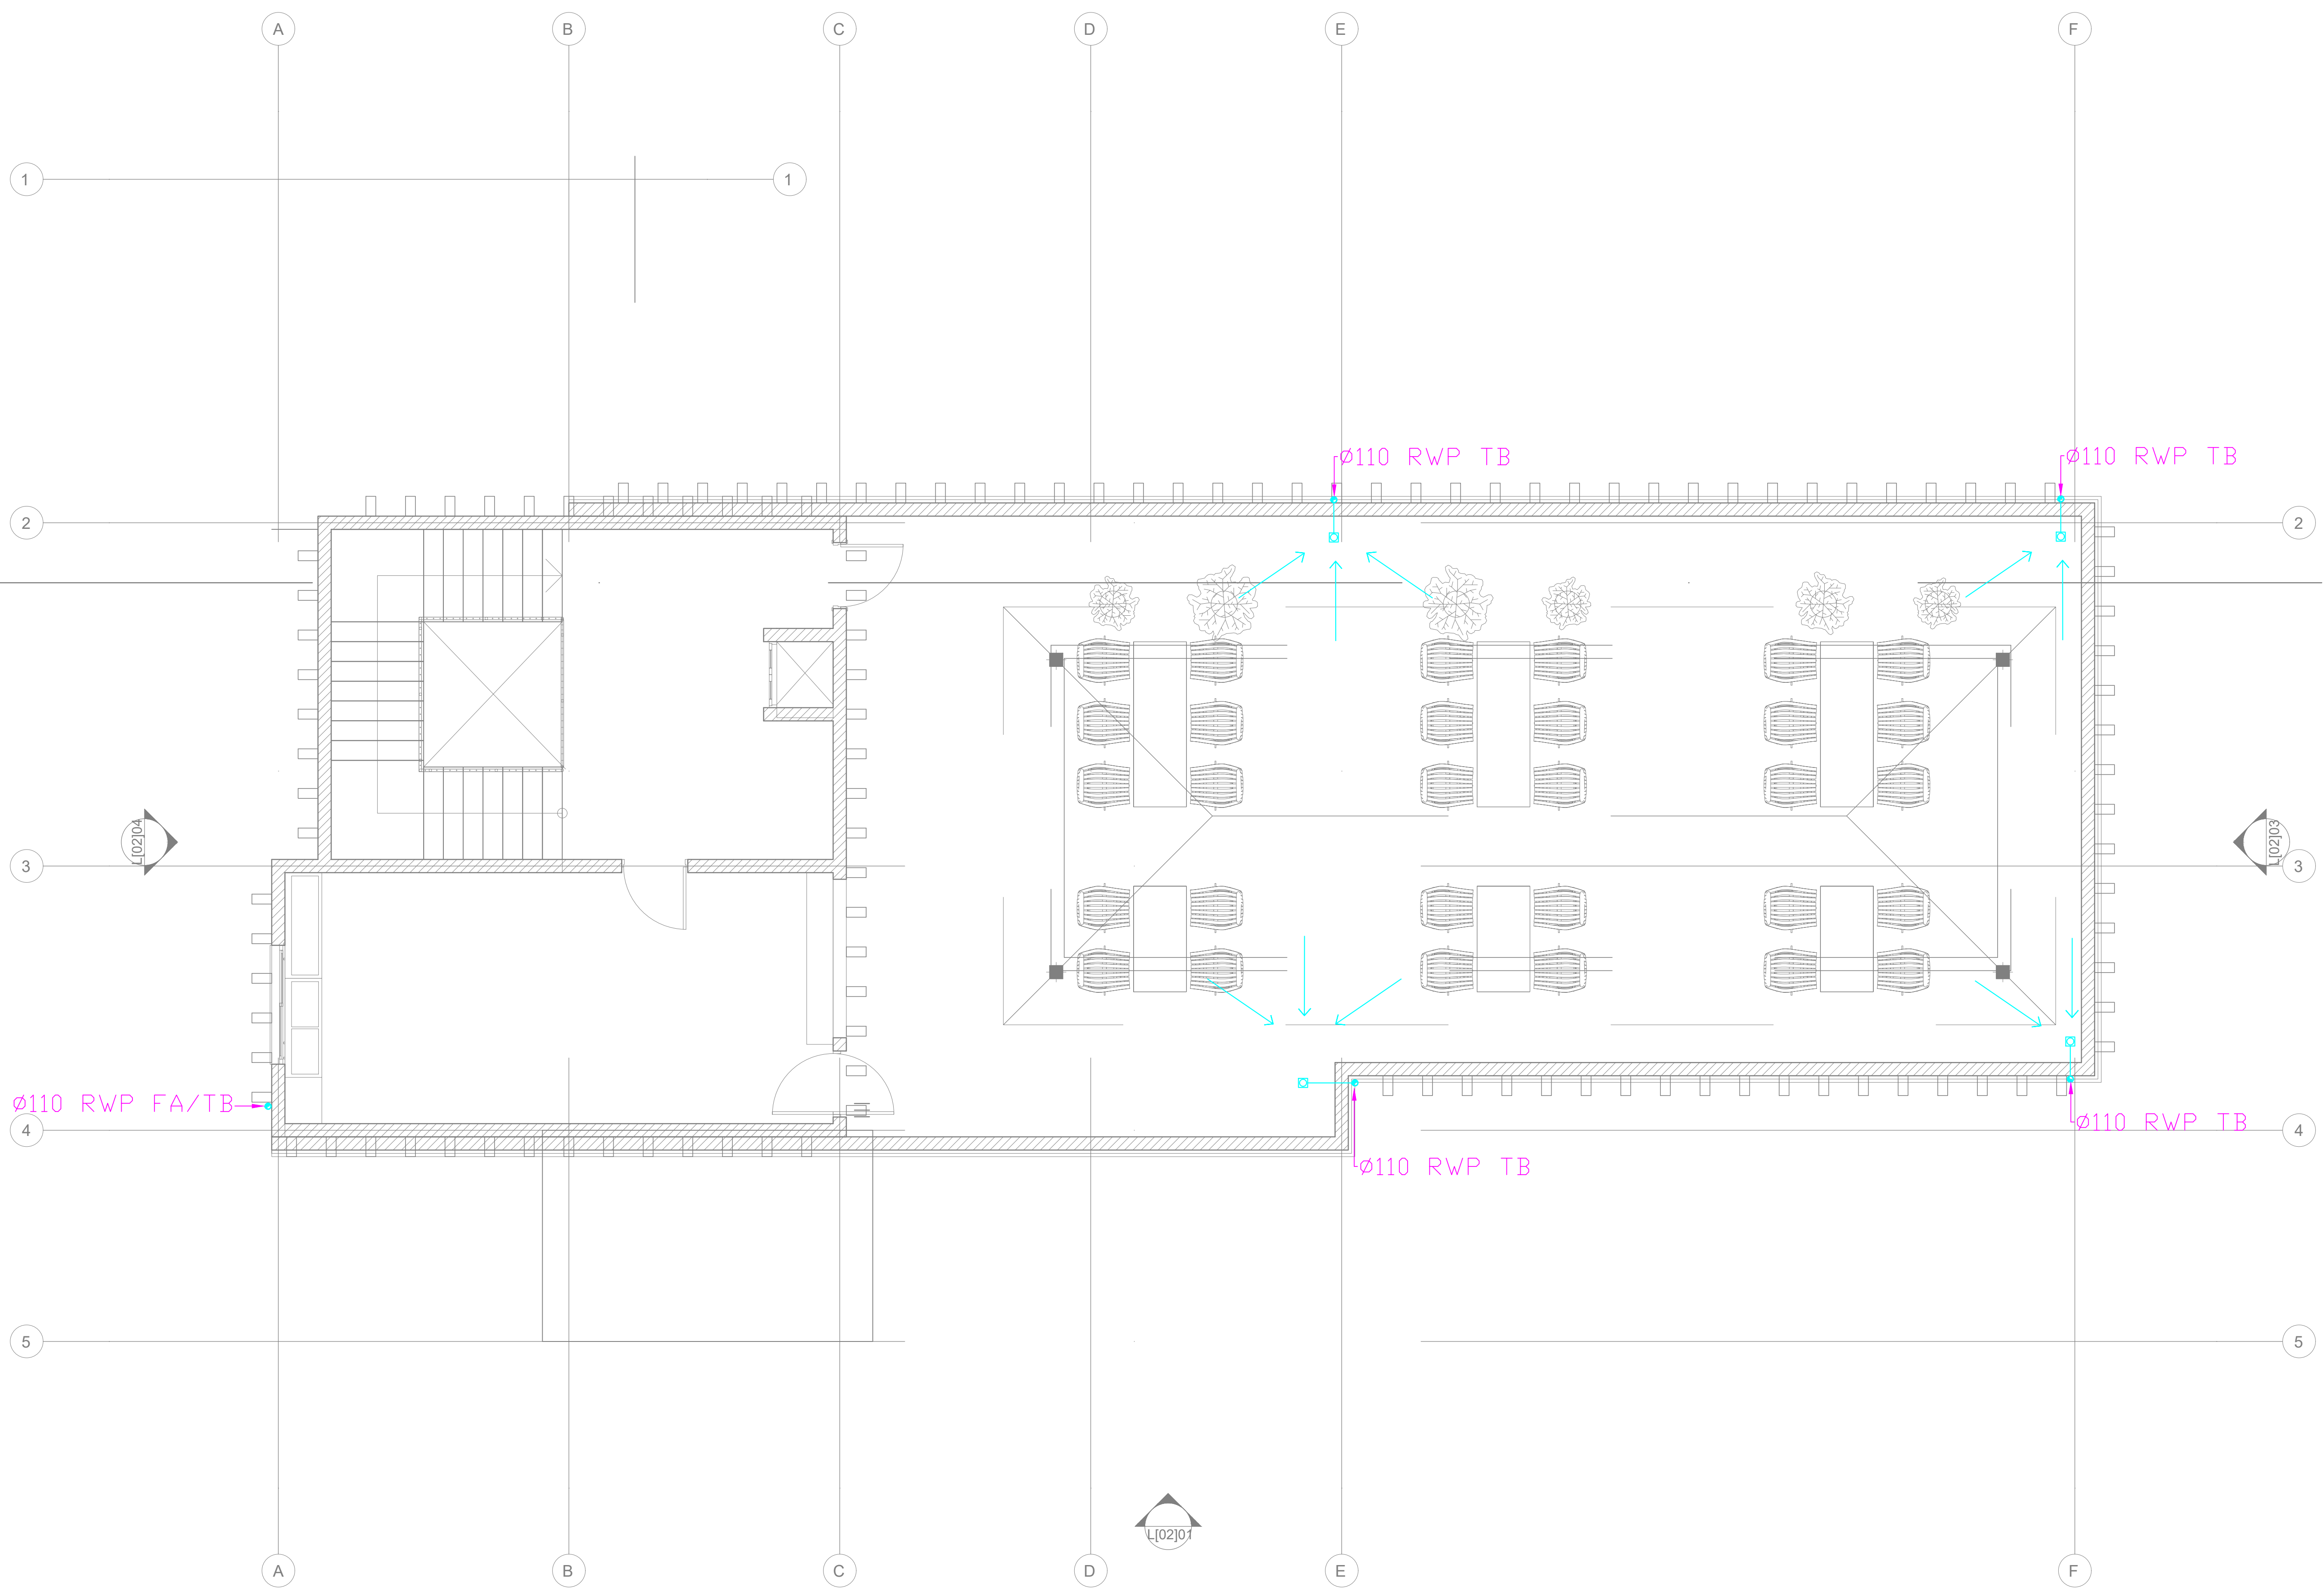 A B C D E F
1 1
Ø110 RWP TB Ø110 RWP TB
2 2
L[02]04 L[02]03
3 3
Ø110 RWP FA/TB
4 4
Ø110 RWP TB
Ø110 RWP TB
5 5
L[02]01
A B C D E F